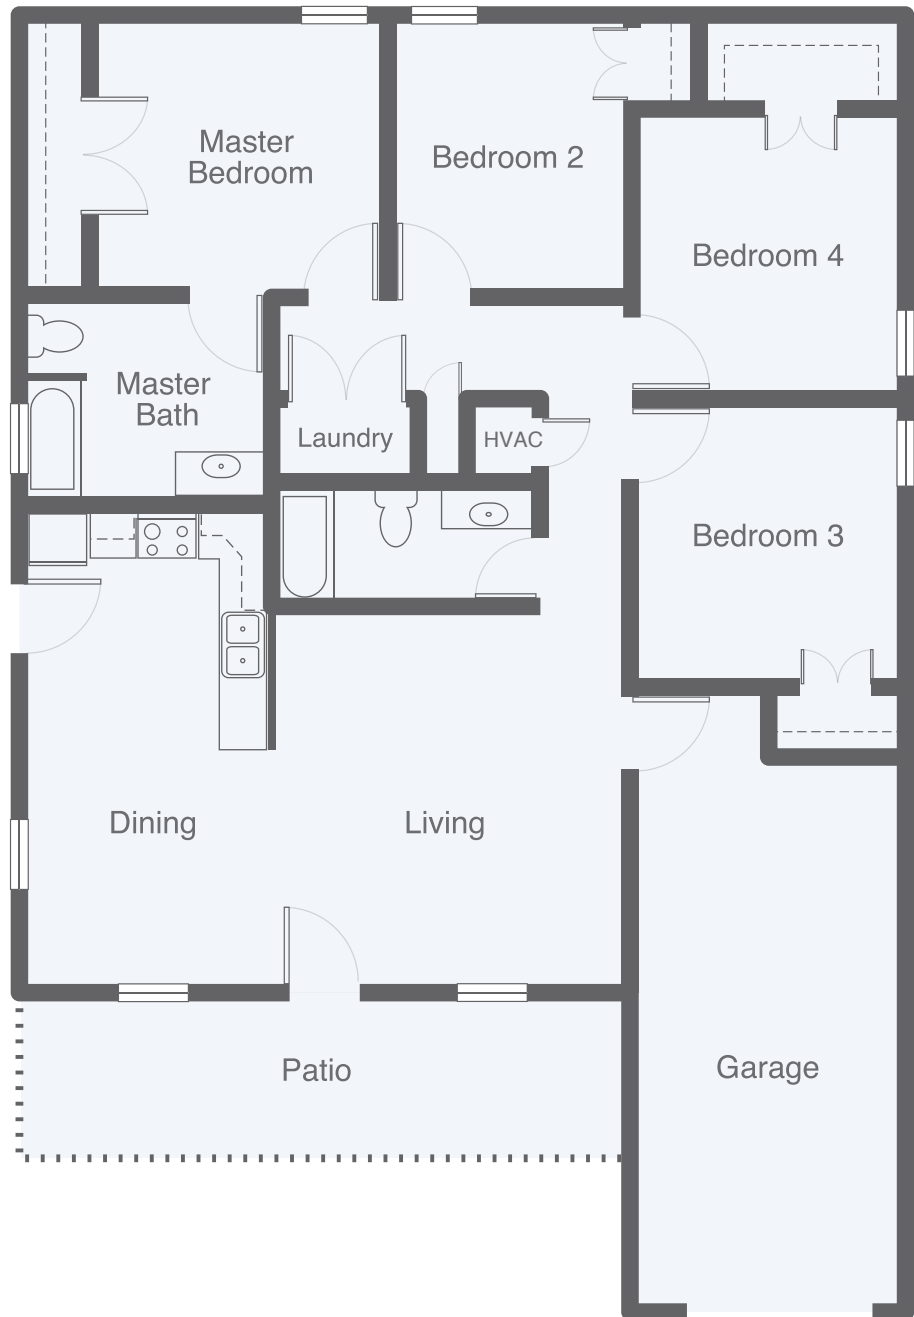 Master
Bedroom
Bedroom 2
Bedroom 4
Master
Bath
Laundry
HVAC
Bedroom 3
Dining
Living
Patio
Garage